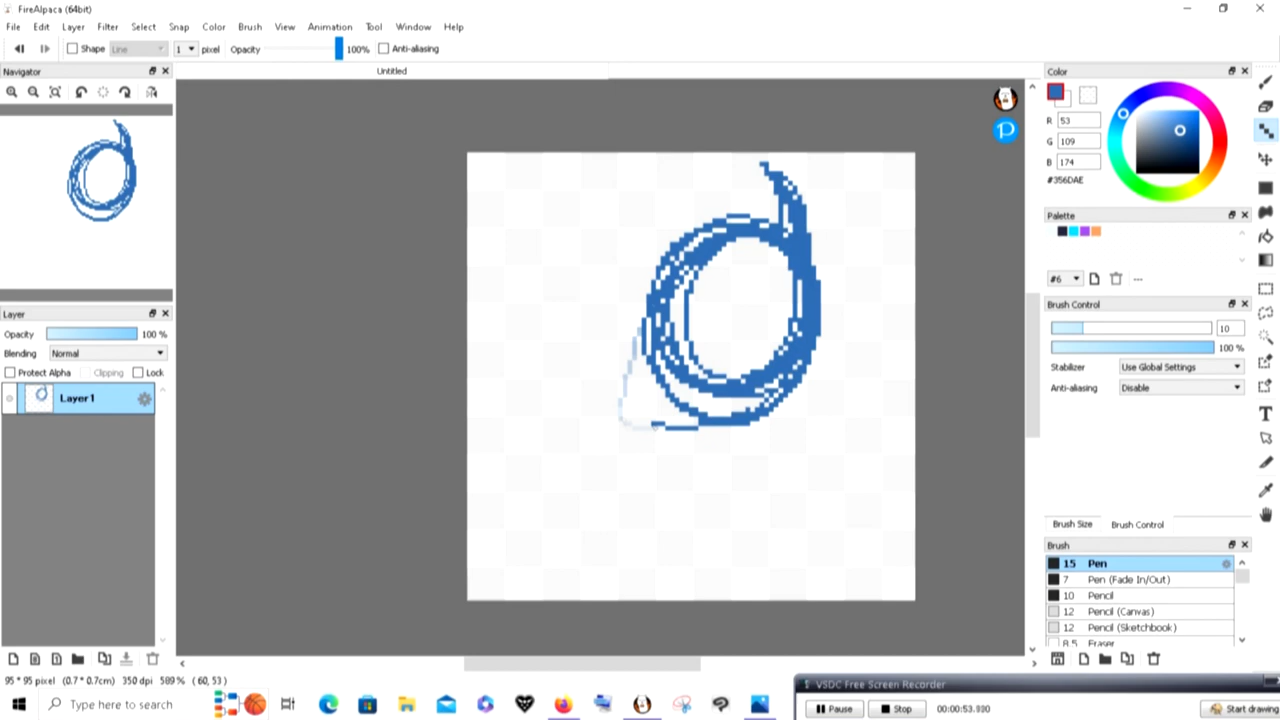 FireAlpaca (64bit)
File Edit Layer Filter Select Snap Color Brush View Animation Tool Window Help
Shape Line 1 pixel Opacity 100% Anti-aliasing
Navigator
Untitled
Color
R 53
G 109
B 174
#356DAE
Palette
#6
Layer
Opacity 100 %
Blending Normal
Protect Alpha Clipping Lock
Layer1
Brush Control
10
100 %
Stabilizer Use Global Settings
Anti-aliasing Disable
Brush Size Brush Control
Brush
15 Pen
7 Pen (Fade In/Out)
10 Pencil
12 Pencil (Canvas)
12 Pencil (Sketchbook)
8.5 Eraser
95 * 95 pixel (0.7 * 0.7cm) 350 dpi 589 % ( 60, 53 )
Type here to search
VSDC Free Screen Recorder
Pause Stop 00:00:53.930 Start drawing